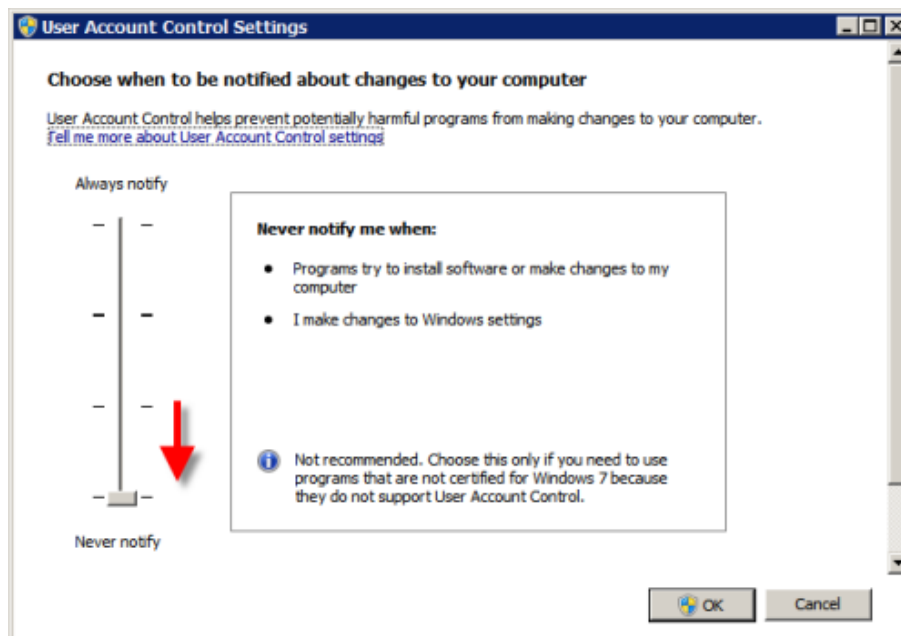 User Account Control Settings
Choose when to be notified about changes to your computer
User Account Control helps prevent potentially harmful programs from making changes to your computer.
Tell me more about User Account Control settings
Always notify
Never notify me when:
Programs try to install software or make changes to my
computer
I make changes to Windows settings
Not recommended. Choose this only if you need to use
programs that are not certified for Windows 7 because
they do not support User Account Control.
Never notify
OK
Cancel